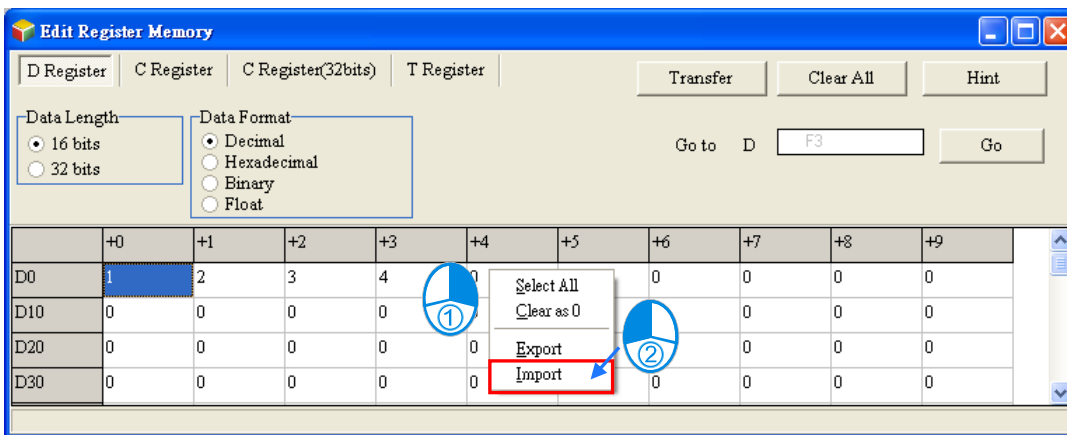 Edit Register Memory
D Register C Register C Register(32bits) T Register Transfer Clear All Hint
Data Length Data Format
16 bits Decimal Go to D F3 Go
32 bits Hexadecimal
Binary
Float
+0 +1 +2 +3 +4 +5 +6 +7 +8 +9
D0 1 2 3 4 0 0 0 0 0
Select All
D10 0 0 0 0 0 0 0
① Clear as 0
D20 0 0 0 0 0 Export ② 0 0 0
D30 0 0 0 0 0 Import 0 0 0 0